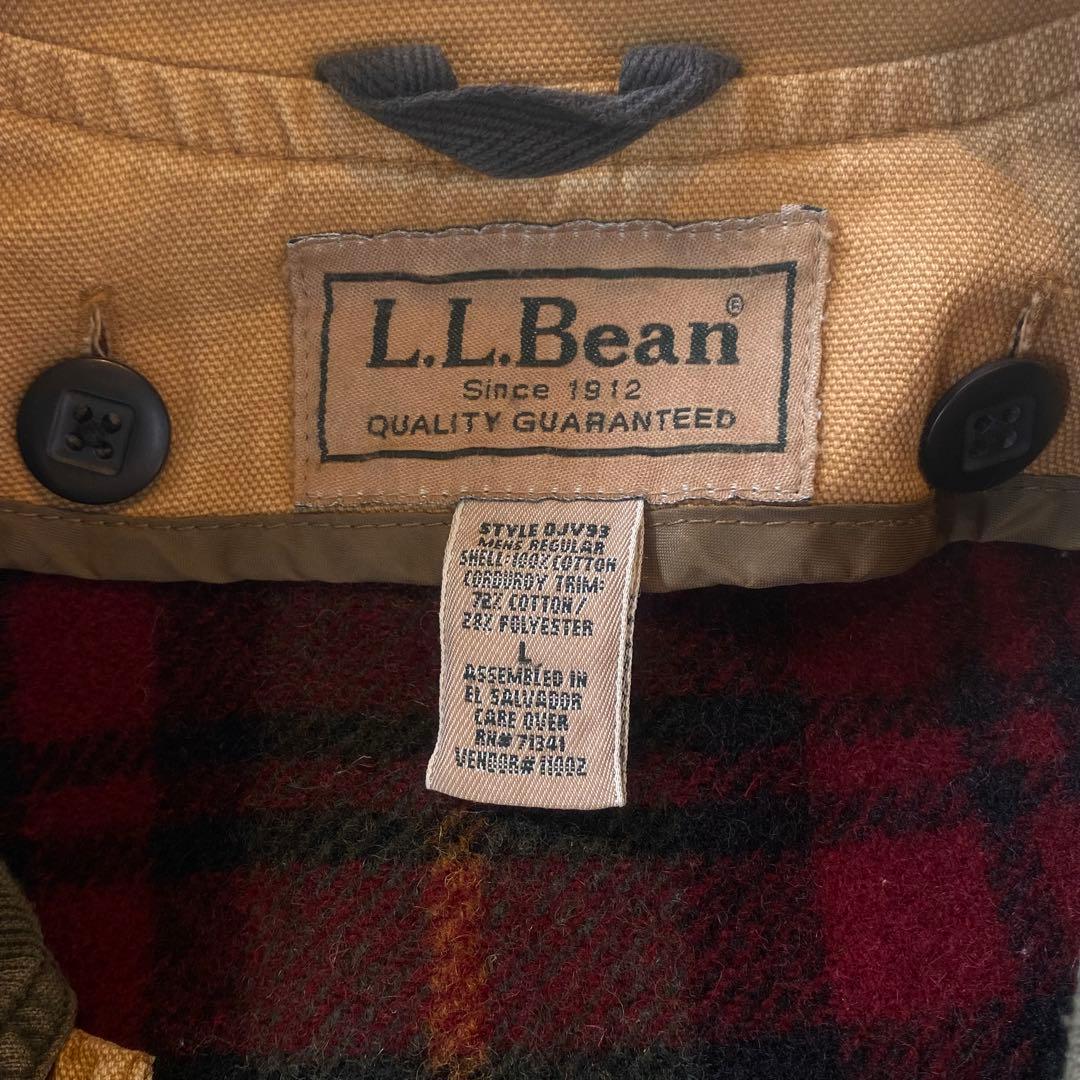 L.L.Bean®
Since 1912
QUALITY GUARANTEED
STYLE 0JV93
MENS REGULAR
SHELL:100% COTTON
CORDUROY TRIM:
72% COTTON/
28% POLYESTER
L
ASSEMBLED IN
EL SALVADOR
CARE OVER
RN# 71341
VENDOR# 11002